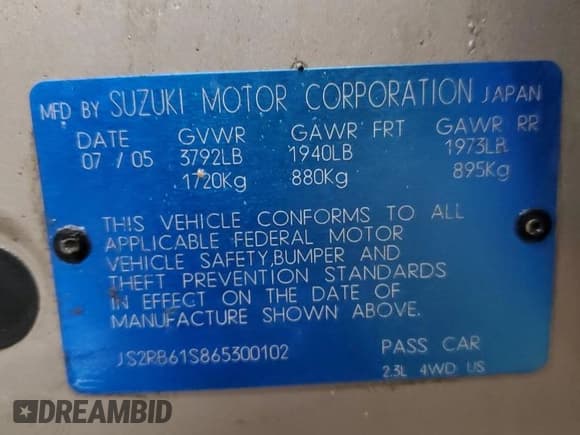 MFD BY SUZUKI MOTOR CORPORATION JAPAN
DATE GVWR GAWR FRT GAWR RR
07 / 05 3792LB 1940LB 1973LB
1720Kg 880Kg 895Kg
THIS VEHICLE CONFORMS TO ALL
APPLICABLE FEDERAL MOTOR
VEHICLE SAFETY,BUMPER AND
THEFT PREVENTION STANDARDS
IN EFFECT ON THE DATE OF
MANUFACTURE SHOWN ABOVE.
JS2RB61S865300102 PASS CAR
2.3L 4WD US
DREAMBID